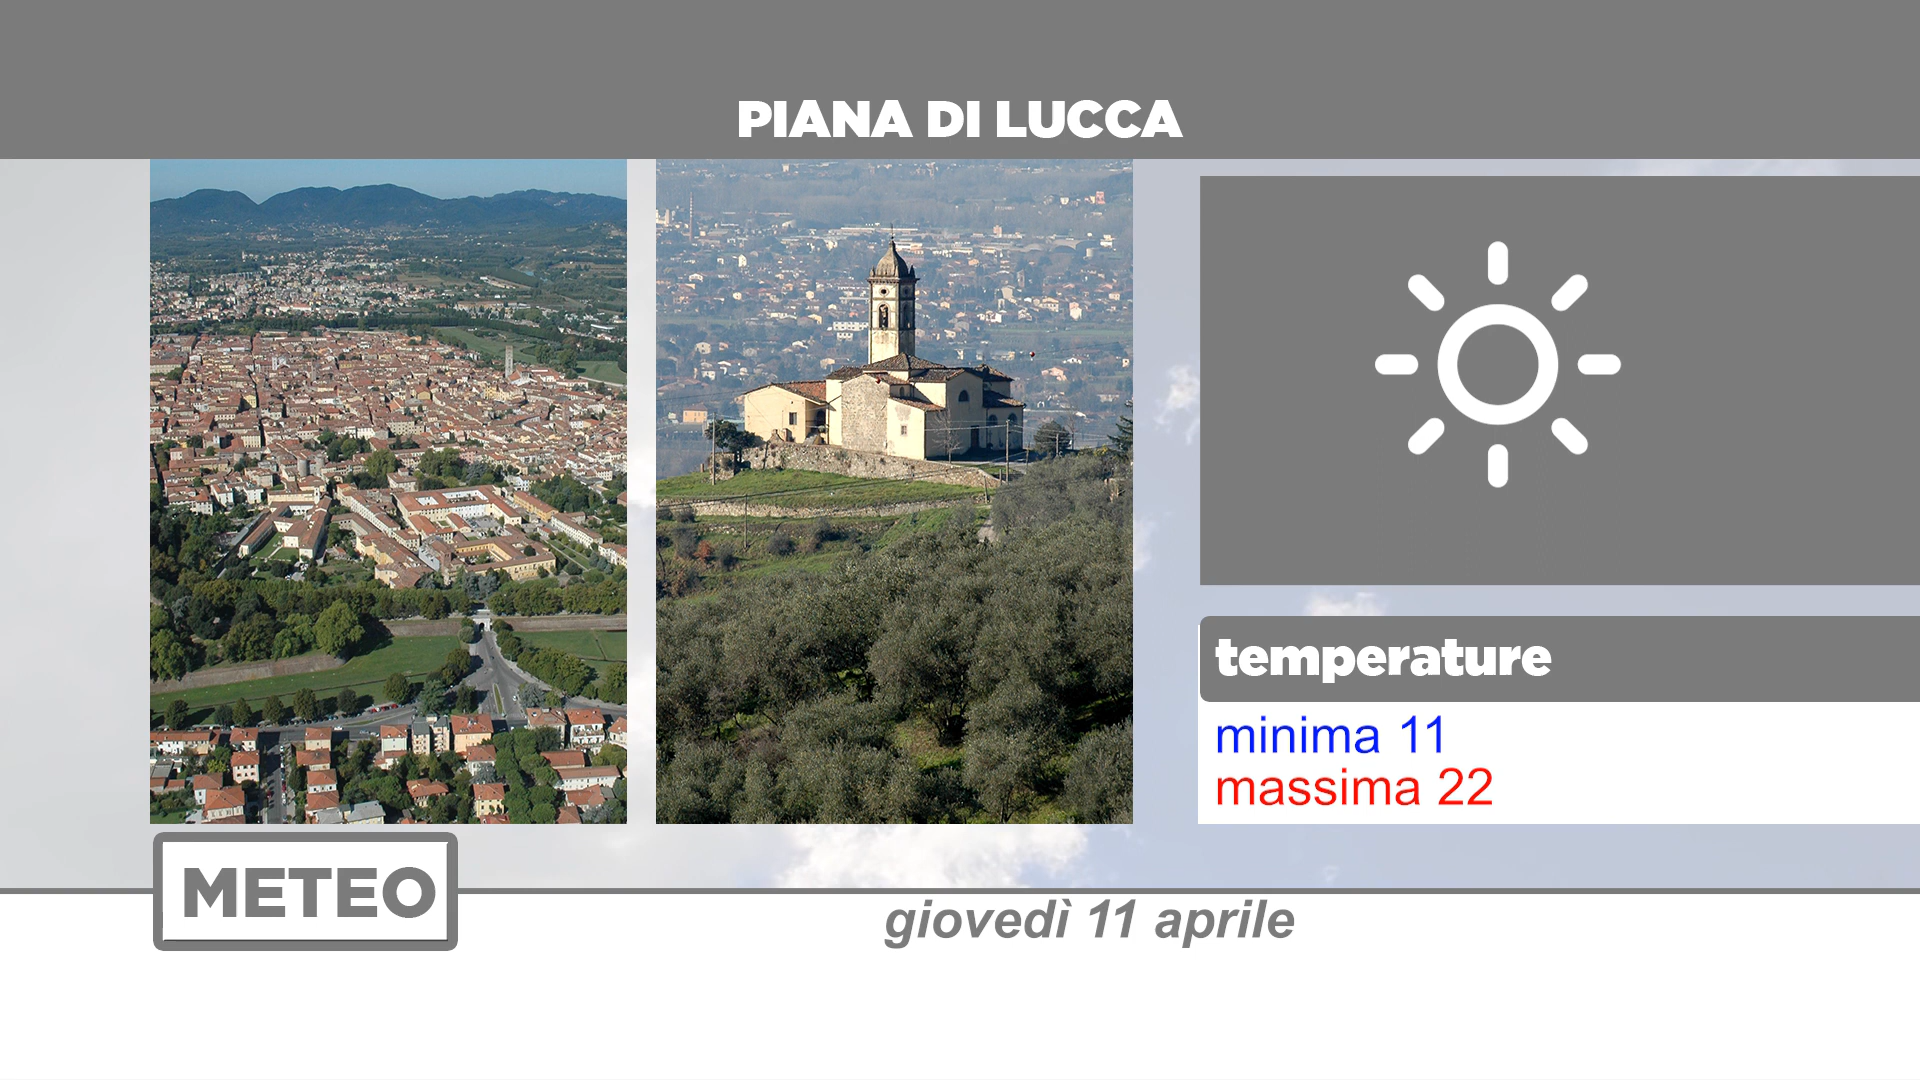 PIANA DI LUCCA
temperature
minima 11
massima 22
METEO
giovedì 11 aprile